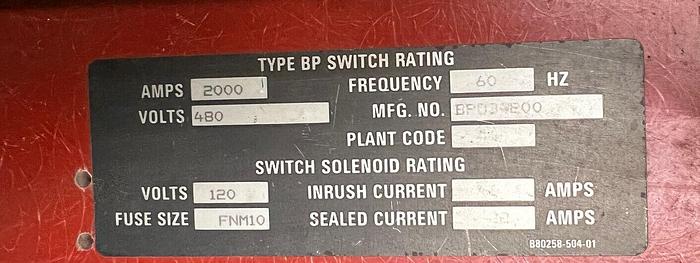 TYPE BP SWITCH RATING
AMPS 2000 FREQUENCY 60 HZ
VOLTS 480 MFG. NO.
PLANT CODE
SWITCH SOLENOID RATING
VOLTS 120 INRUSH CURRENT AMPS
FUSE SIZE FNM10 SEALED CURRENT AMPS
B80258-504-01